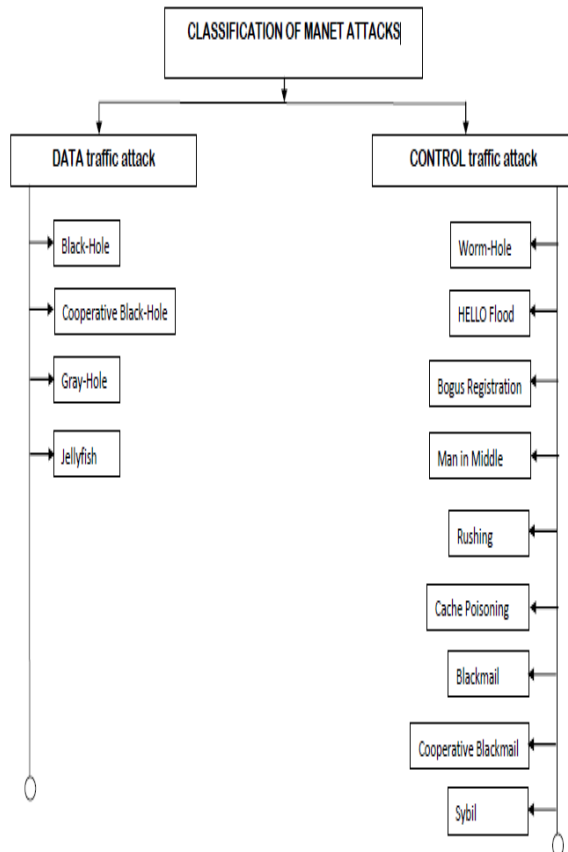 CLASSIFICATION OF MANET ATTACKS
DATA traffic attack
CONTROL traffic attack
Black-Hole
Cooperative Black-Hole
Gray-Hole
Jellyfish
Worm-Hole
HELLO Flood
Bogus Registration
Man in Middle
Rushing
Cache Poisoning
Blackmail
Cooperative Blackmail
Sybil